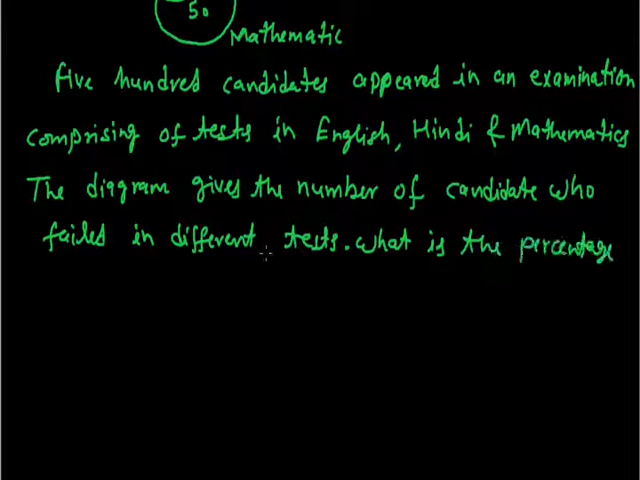 50
Mathematic
five hundred candidates appeared in an examination
comprising of tests in English, Hindi & Mathematics
The diagram gives the number of candidate who
failed in different tests. what is the percentage